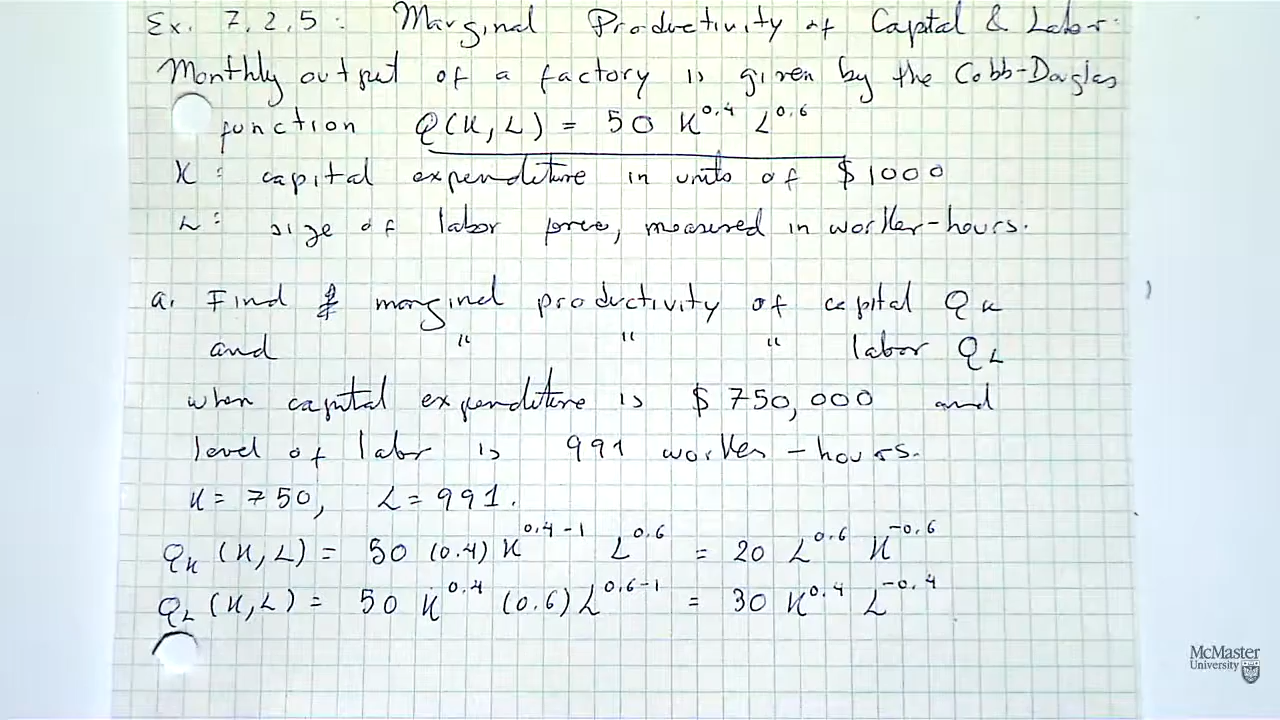 Ex. 7.2.5: Marginal Productivity of Capital & Labor.
Monthly output of a factory is given by the Cobb-Douglas
function Q(K,L) = 50 K^0.4 L^0.6
K: capital expenditure in units of $1000
L: size of labor force, measured in worker-hours.
a. Find marginal productivity of capital Q_K
and " " " labor Q_L
when capital expenditure is $750,000 and
level of labor is 991 worker-hours.
K = 750, L = 991.
Q_K (K,L) = 50 (0.4) K^0.4-1 L^0.6 = 20 L^0.6 K^-0.6
Q_L (K,L) = 50 K^0.4 (0.6) L^0.6-1 = 30 K^0.4 L^-0.4
McMaster
University